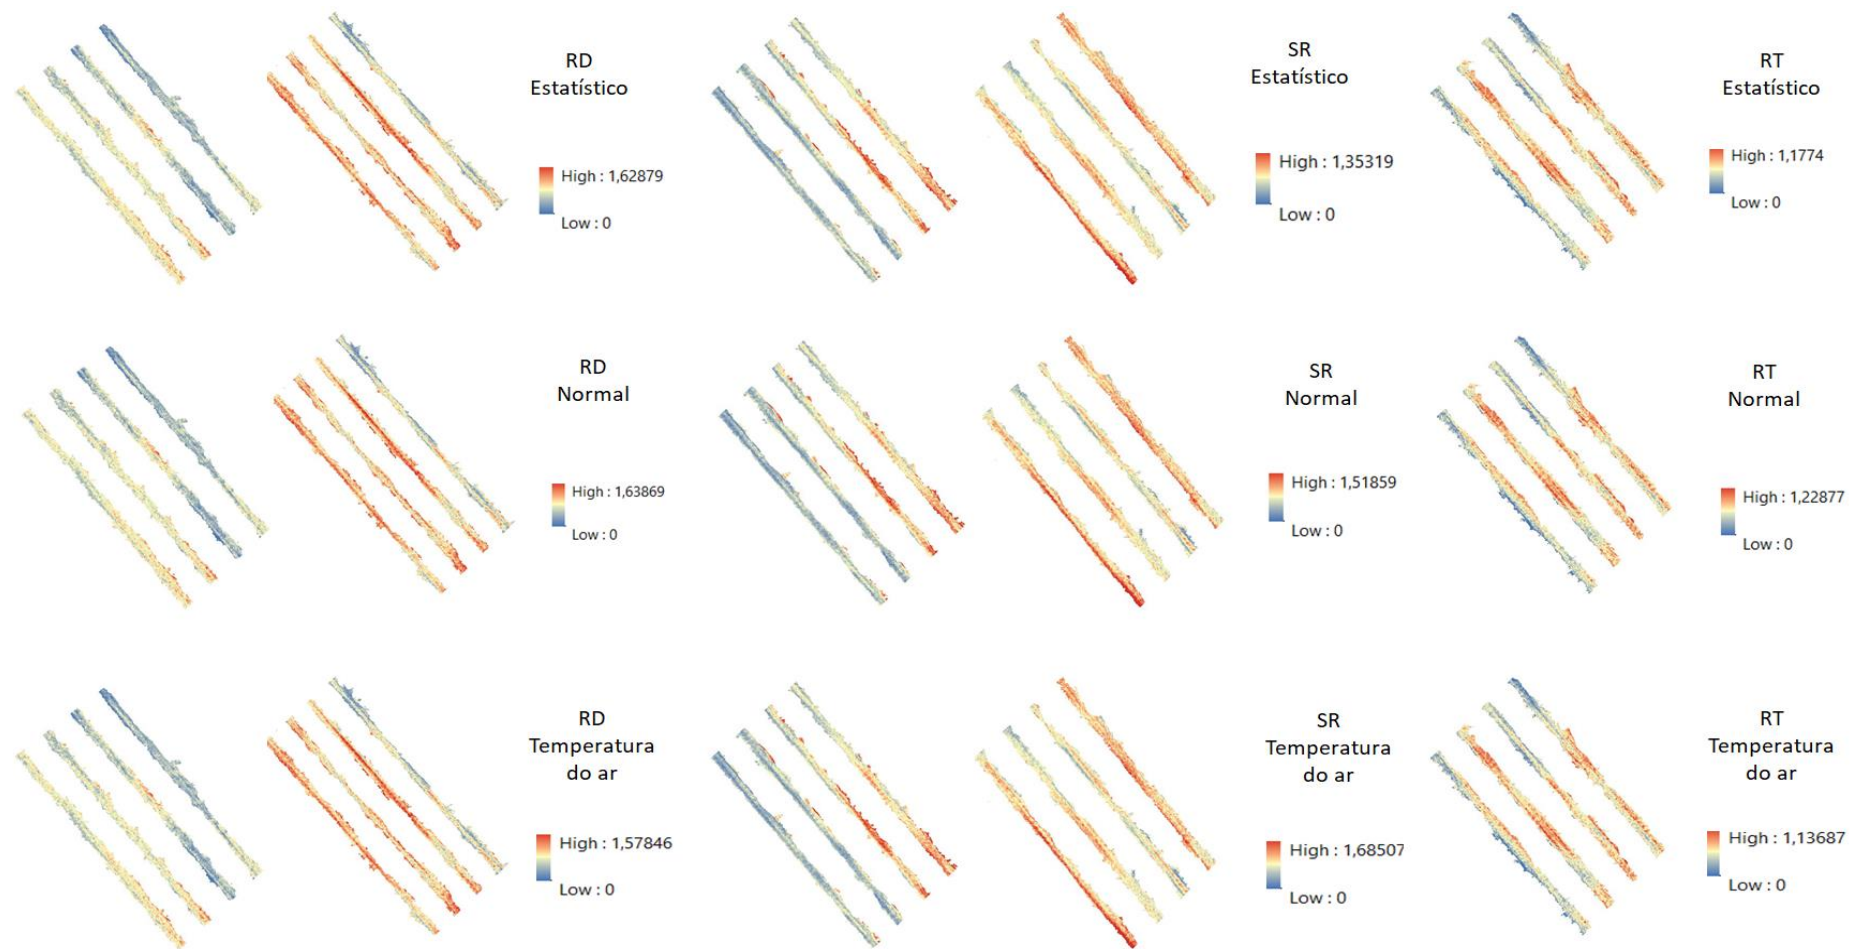 RD
Estatístico
High : 1,62879
Low : 0
SR
Estatístico
High : 1,35319
Low : 0
RT
Estatístico
High : 1,1774
Low : 0
RD
Normal
High : 1,63869
Low : 0
SR
Normal
High : 1,51859
Low : 0
RT
Normal
High : 1,22877
Low : 0
RD
Temperatura
do ar
High : 1,57846
Low : 0
SR
Temperatura
do ar
High : 1,68507
Low : 0
RT
Temperatura
do ar
High : 1,13687
Low : 0